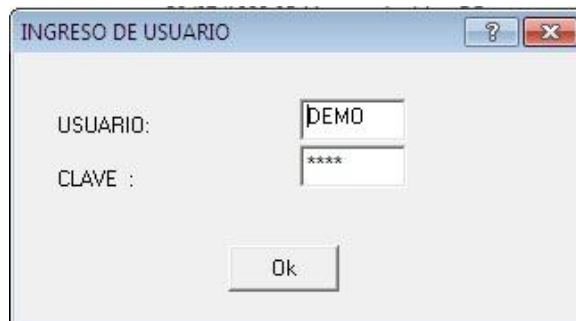 INGRESO DE USUARIO
USUARIO: DEMO
CLAVE : ****
Ok